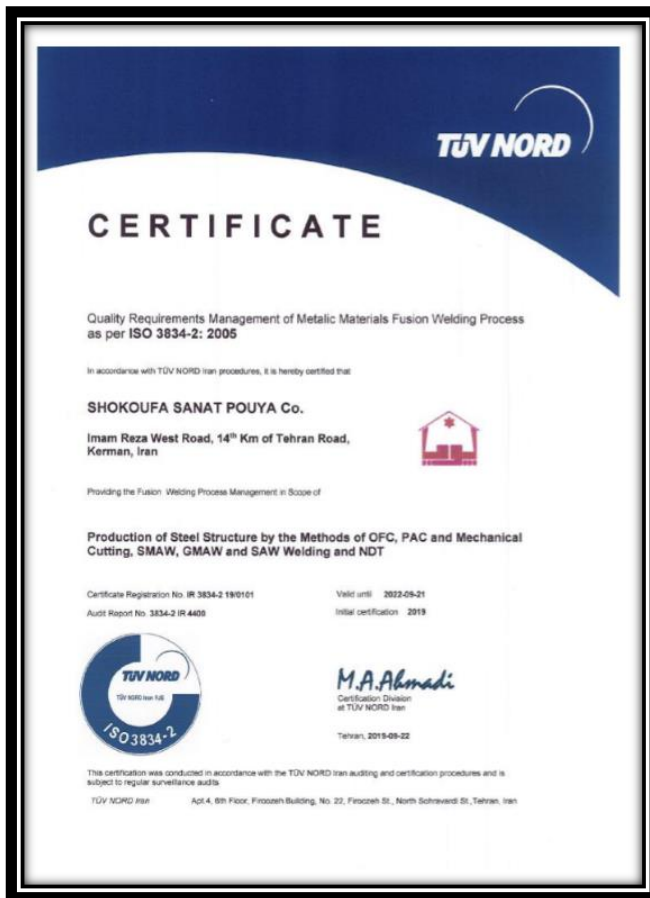 TÜV NORD
CERTIFICATE
Quality Requirements Management of Metalic Materials Fusion Welding Process
as per ISO 3834-2: 2005
In accordance with TÜV NORD Iran procedures, it is hereby certified that
SHOKOUFA SANAT POUYA Co.
Imam Reza West Road, 14th Km of Tehran Road,
Kerman, Iran
Providing the Fusion Welding Process Management in Scope of
Production of Steel Structure by the Methods of OFC, PAC and Mechanical
Cutting, SMAW, GMAW and SAW Welding and NDT
Certificate Registration No. IR 3834-2 19/0101
Valid until 2022-09-21
Audit Report No. 3834-2 IR 4400
Initial certification 2019
TÜV NORD
TÜV NORD Iran
ISO3834-2
M.A.Ahmadi
Certification Division
at TÜV NORD Iran
Tehran, 2019-09-22
This certification was conducted in accordance with the TÜV NORD Iran auditing and certification procedures and is
subject to regular surveillance audits
TÜV NORD Iran Apt.4, 6th Floor, Firoozeh Building, No. 22, Firoozeh St., North Sohravardi St.,Tehran, Iran